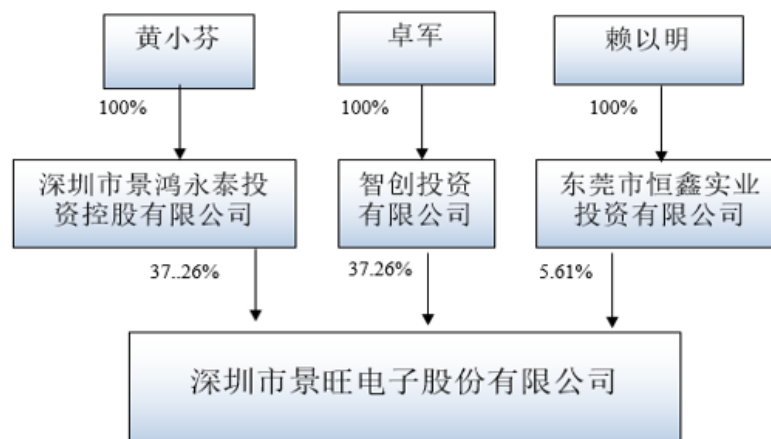 黄小芬
卓军
赖以明
100%
100%
100%
深圳市景鸿永泰投
资控股有限公司
智创投资
有限公司
东莞市恒鑫实业
投资有限公司
37..26%
37.26%
5.61%
深圳市景旺电子股份有限公司